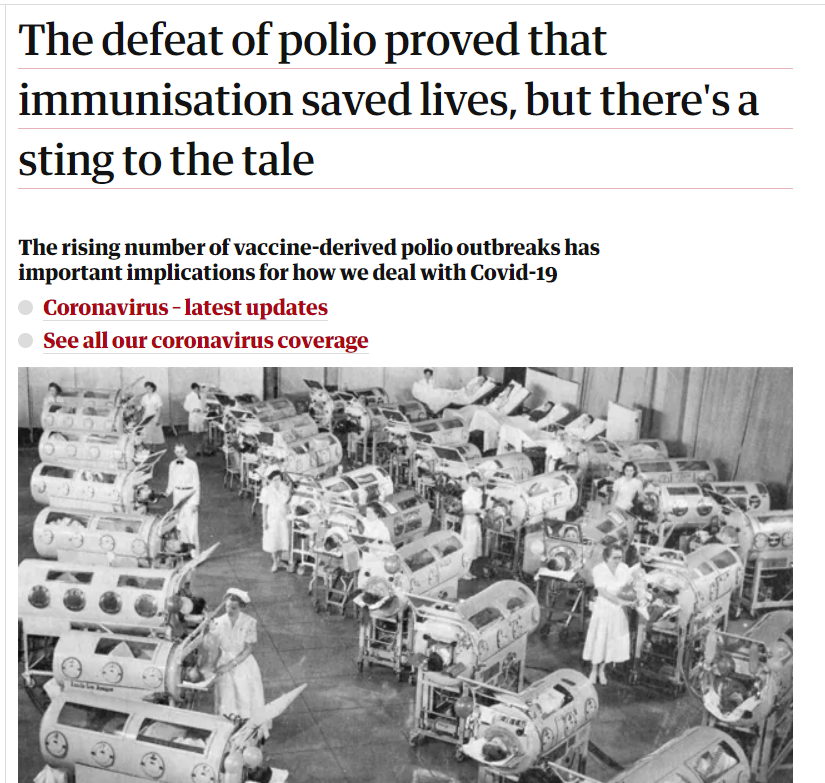 The defeat of polio proved that
immunisation saved lives, but there's a
sting to the tale
The rising number of vaccine-derived polio outbreaks has
important implications for how we deal with Covid-19
Coronavirus – latest updates
See all our coronavirus coverage